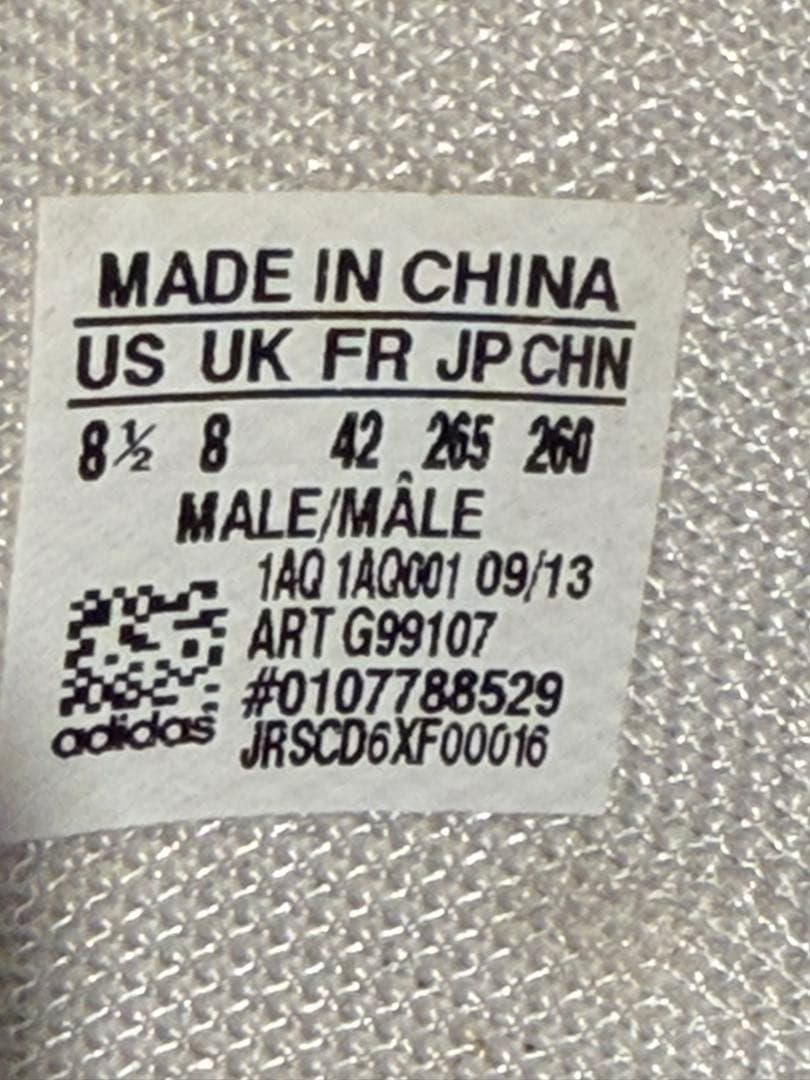 MADE IN CHINA
US UK FR JP CHN
8½ 8 42 265 260
MALE/MÂLE
1AQ 1AQ001 09/13
ART G99107
#0107788529
adidas JRSCD6XF00016